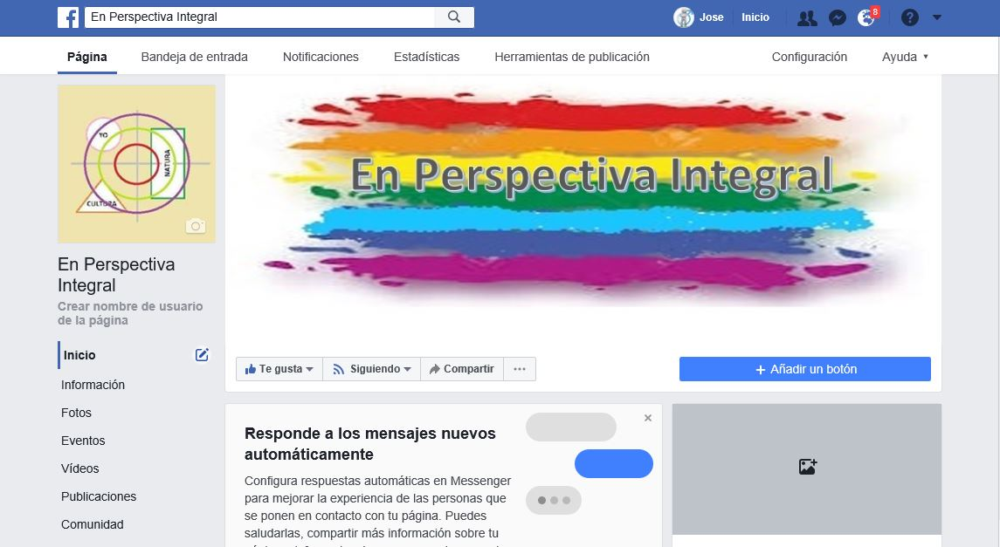 En Perspectiva Integral
Jose
Inicio
8
Página
Bandeja de entrada
Notificaciones
Estadísticas
Herramientas de publicación
Configuración
Ayuda
YO
NATURA
CULTURA
En Perspectiva Integral
En Perspectiva
Integral
Crear nombre de usuario
de la página
Inicio
Información
Fotos
Eventos
Vídeos
Publicaciones
Comunidad
Te gusta
Siguiendo
Compartir
+ Añadir un botón
Responde a los mensajes nuevos
automáticamente
Configura respuestas automáticas en Messenger
para mejorar la experiencia de las personas que
se ponen en contacto con tu página. Puedes
saludarlas, compartir más información sobre tu